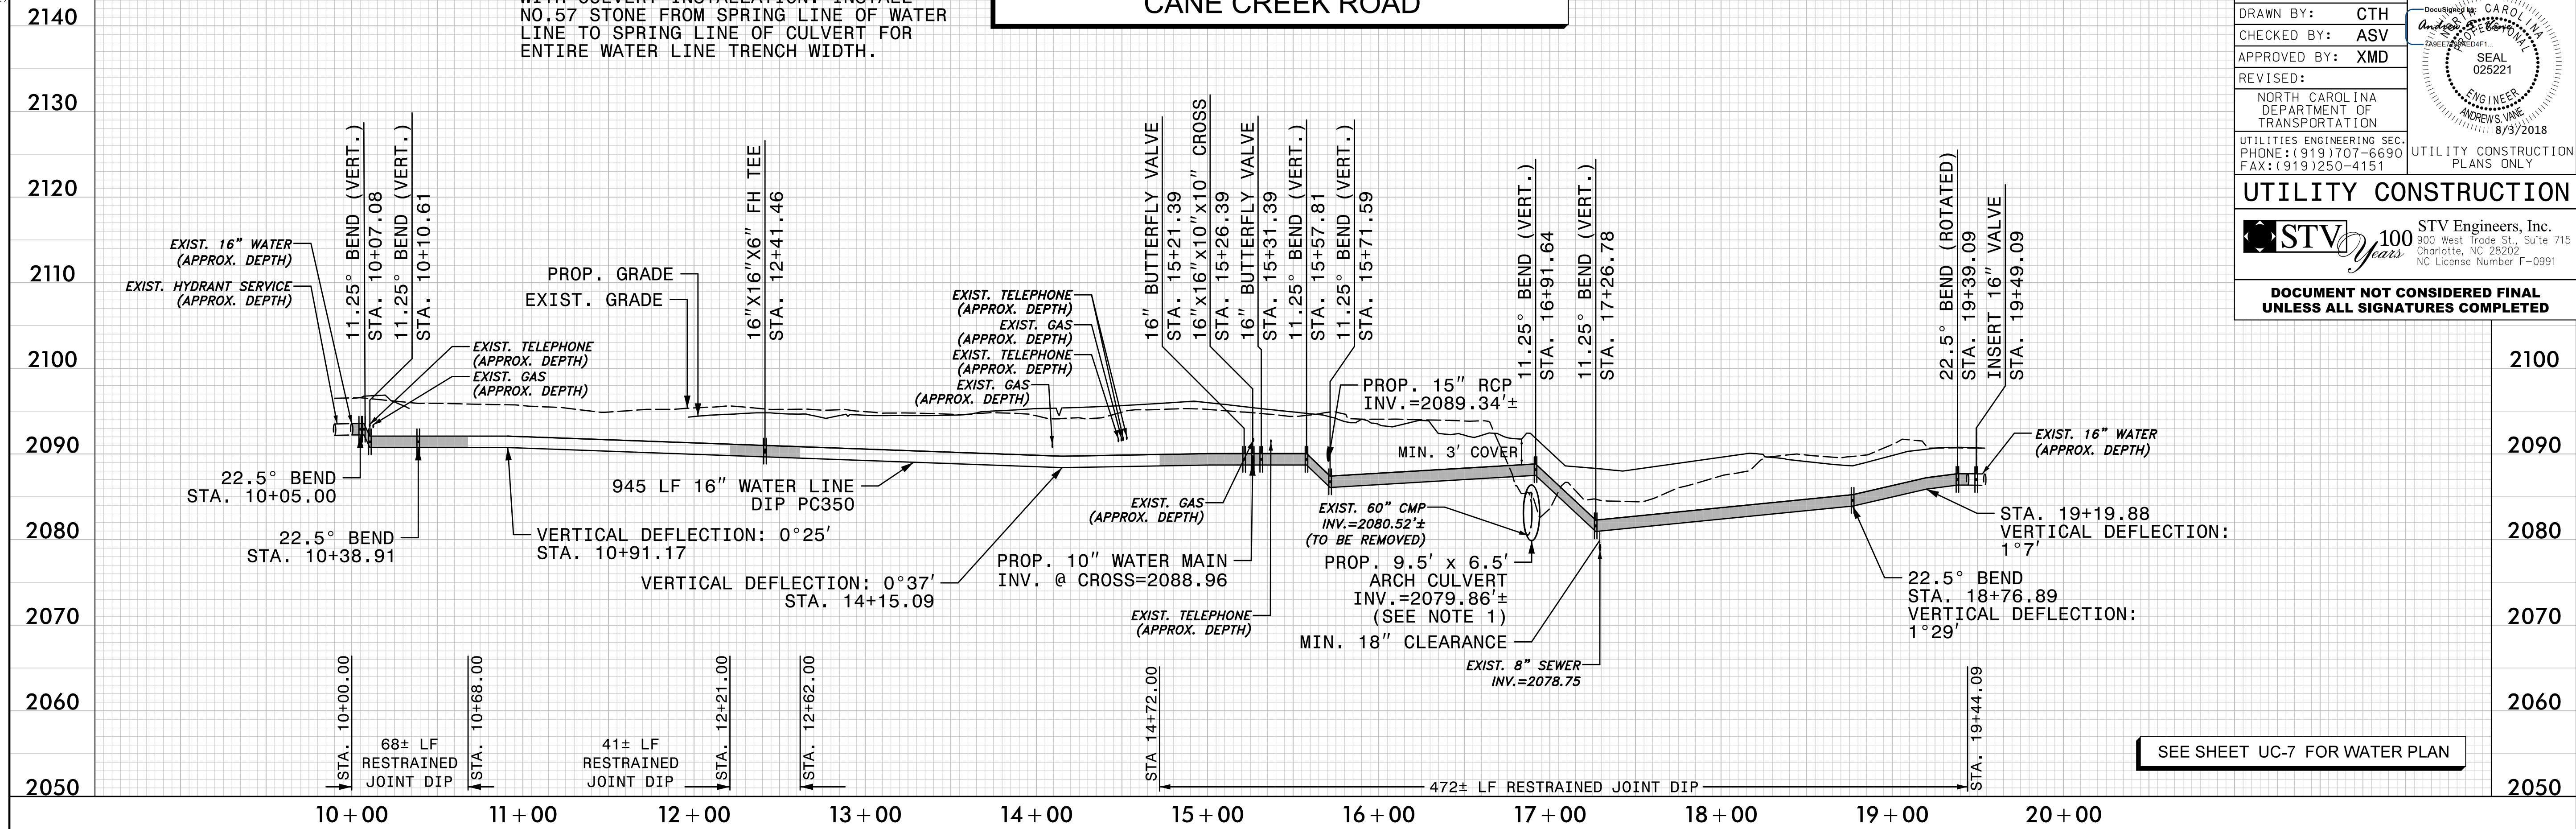 2140
2130
2120
2110
2100
2090
2080
2070
2060
2050
NO.57 STONE FROM SPRING LINE OF WATER
LINE TO SPRING LINE OF CULVERT FOR
ENTIRE WATER LINE TRENCH WIDTH.
CANE CREEK ROAD
EXIST. 16" WATER
(APPROX. DEPTH)
EXIST. HYDRANT SERVICE
(APPROX. DEPTH)
11.25° BEND (VERT.)
STA. 10+07.08
11.25° BEND (VERT.)
STA. 10+10.61
EXIST. TELEPHONE
(APPROX. DEPTH)
EXIST. GAS
(APPROX. DEPTH)
PROP. GRADE
EXIST. GRADE
16"X16"X6" FH TEE
STA. 12+41.46
EXIST. TELEPHONE
(APPROX. DEPTH)
EXIST. GAS
(APPROX. DEPTH)
EXIST. TELEPHONE
(APPROX. DEPTH)
EXIST. GAS
(APPROX. DEPTH)
16" BUTTERFLY VALVE
STA. 15+21.39
16"x16"x10"x10" CROSS
STA. 15+26.39
16" BUTTERFLY VALVE
STA. 15+31.39
11.25° BEND (VERT.)
STA. 15+57.81
11.25° BEND (VERT.)
STA. 15+71.59
PROP. 15" RCP
INV.=2089.34'±
MIN. 3' COVER
11.25° BEND (VERT.)
STA. 16+91.64
11.25° BEND (VERT.)
STA. 17+26.78
22.5° BEND (ROTATED)
STA. 19+39.09
INSERT 16" VALVE
STA. 19+49.09
EXIST. 16" WATER
(APPROX. DEPTH)
22.5° BEND
STA. 10+05.00
22.5° BEND
STA. 10+38.91
VERTICAL DEFLECTION: 0°25'
STA. 10+91.17
945 LF 16" WATER LINE
DIP PC350
VERTICAL DEFLECTION: 0°37'
STA. 14+15.09
EXIST. GAS
(APPROX. DEPTH)
PROP. 10" WATER MAIN
INV. @ CROSS=2088.96
EXIST. TELEPHONE
(APPROX. DEPTH)
EXIST. 60" CMP
INV.=2080.52'±
(TO BE REMOVED)
PROP. 9.5' x 6.5'
ARCH CULVERT
INV.=2079.86'±
(SEE NOTE 1)
MIN. 18" CLEARANCE
EXIST. 8" SEWER
INV.=2078.75
STA. 19+19.88
VERTICAL DEFLECTION:
1°7'
22.5° BEND
STA. 18+76.89
VERTICAL DEFLECTION:
1°29'
STA. 10+00.00
68± LF
RESTRAINED
JOINT DIP
STA. 10+68.00
41± LF
RESTRAINED
JOINT DIP
STA. 12+21.00
STA. 12+62.00
STA 14+72.00
472± LF RESTRAINED JOINT DIP
STA. 19+44.09
10+00
11+00
12+00
13+00
14+00
15+00
16+00
17+00
18+00
19+00
20+00
2100
2090
2080
2070
2060
2050
SEE SHEET UC-7 FOR WATER PLAN
DRAWN BY: CTH
CHECKED BY: ASV
APPROVED BY: XMD
REVISED:
NORTH CAROLINA
DEPARTMENT OF
TRANSPORTATION
UTILITIES ENGINEERING SEC.
PHONE:(919)707-6690
FAX:(919)250-4151
DocuSigned by:
NORTH CAROLINA
PROFESSIONAL
SEAL
025221
ENGINEER
ANDREW S. VANE
8/3/2018
UTILITY CONSTRUCTION
PLANS ONLY
UTILITY CONSTRUCTION
STV
100
Years
STV Engineers, Inc.
900 West Trade St., Suite 715
Charlotte, NC 28202
NC License Number F-0991
DOCUMENT NOT CONSIDERED FINAL
UNLESS ALL SIGNATURES COMPLETED